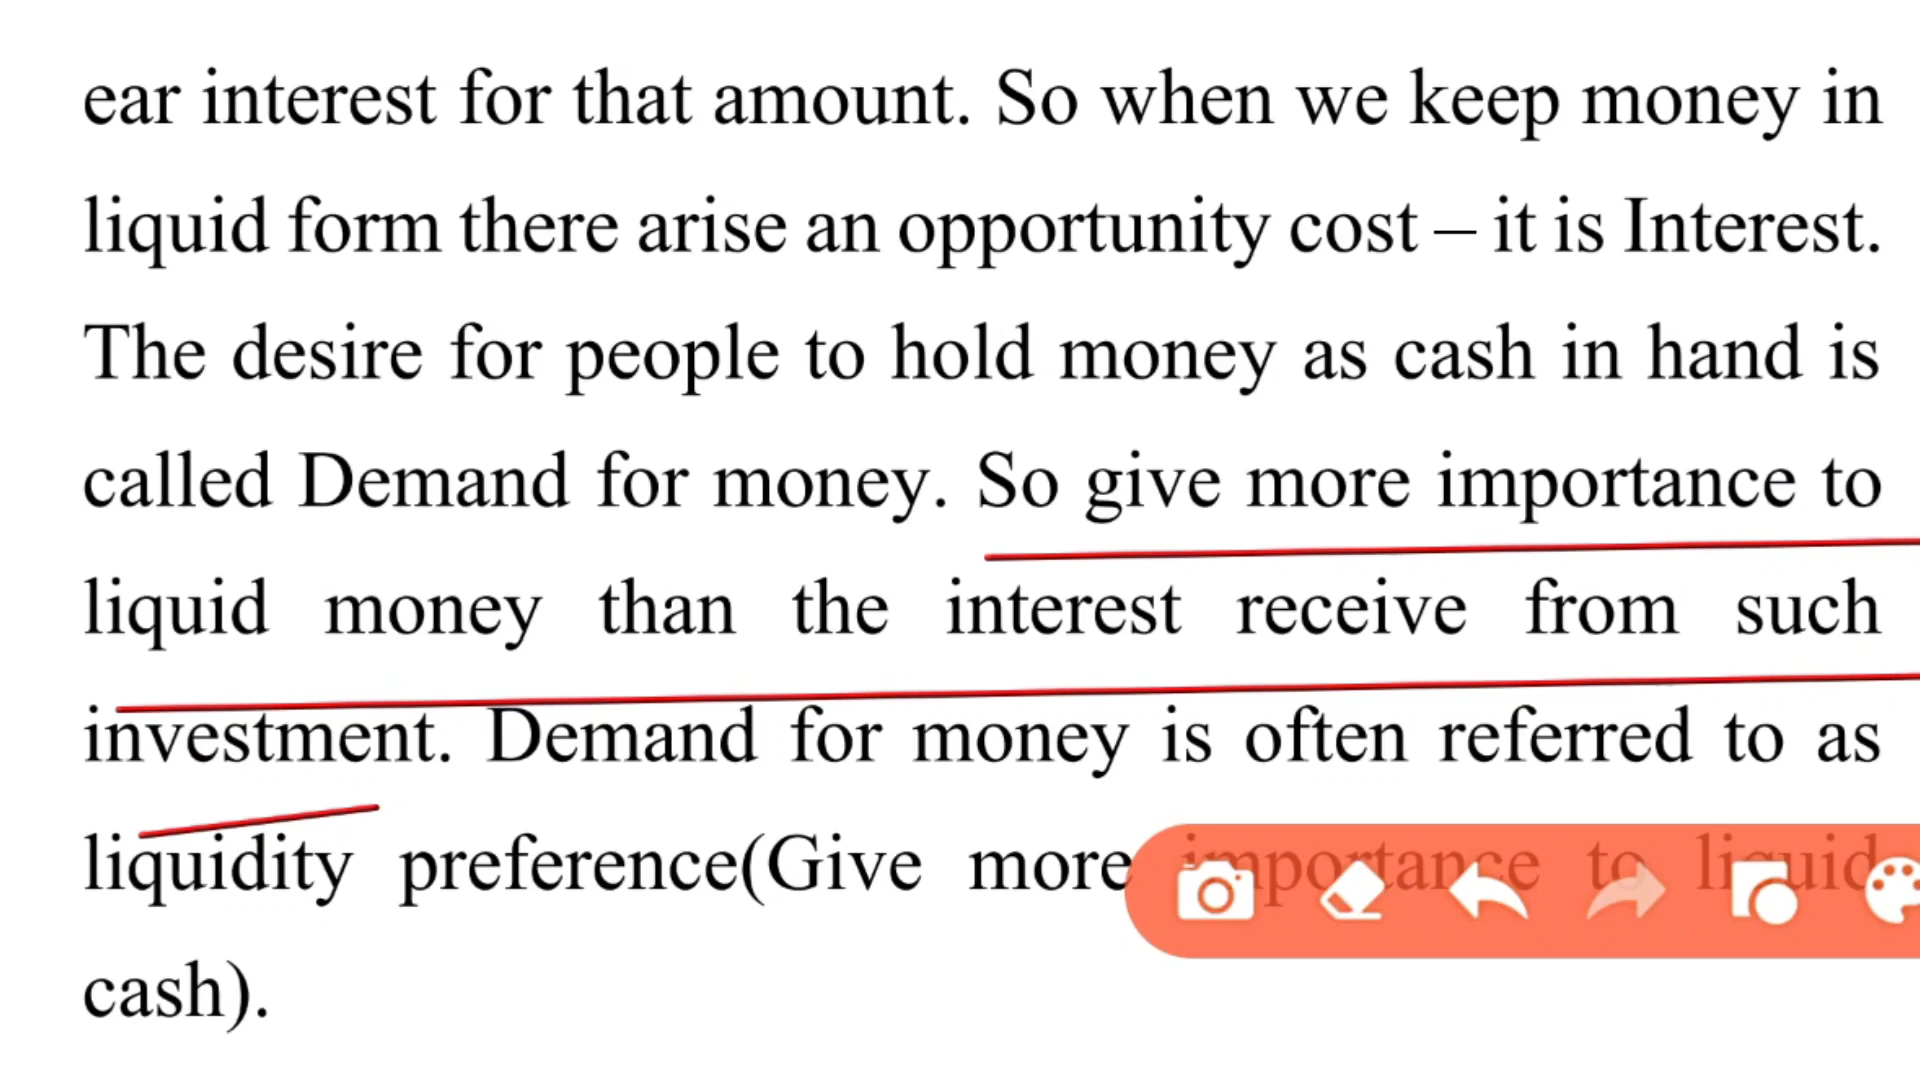 ear interest for that amount. So when we keep money in
liquid form there arise an opportunity cost – it is Interest.
The desire for people to hold money as cash in hand is
called Demand for money. So give more importance to
liquid money than the interest receive from such
investment. Demand for money is often referred to as
liquidity preference(Give more importance to liquid
cash).